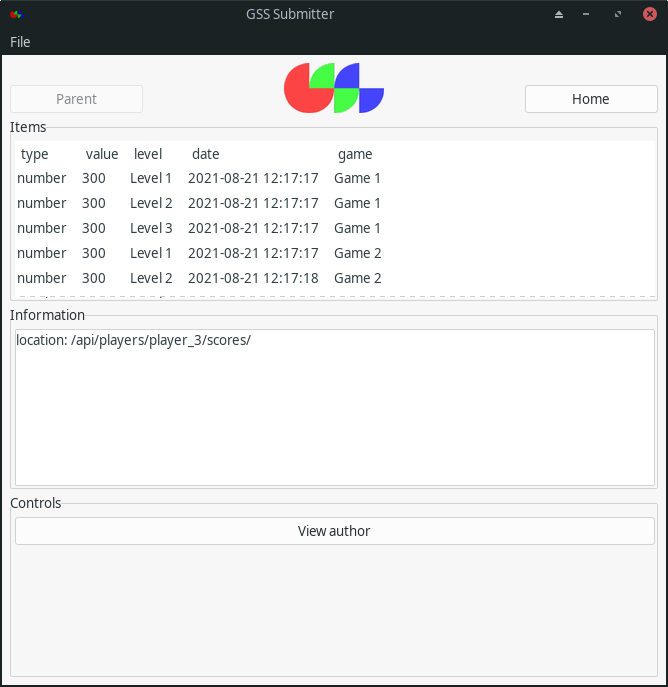 GSS Submitter
File
Parent
Home
Items
type value level date game
number 300 Level 1 2021-08-21 12:17:17 Game 1
number 300 Level 2 2021-08-21 12:17:17 Game 1
number 300 Level 3 2021-08-21 12:17:17 Game 1
number 300 Level 1 2021-08-21 12:17:17 Game 2
number 300 Level 2 2021-08-21 12:17:18 Game 2
Information
location: /api/players/player_3/scores/
Controls
View author